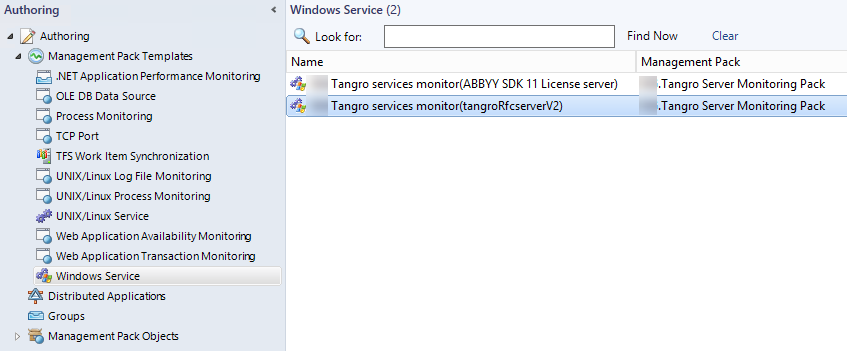 Authoring
Authoring
Management Pack Templates
.NET Application Performance Monitoring
OLE DB Data Source
Process Monitoring
TCP Port
TFS Work Item Synchronization
UNIX/Linux Log File Monitoring
UNIX/Linux Process Monitoring
UNIX/Linux Service
Web Application Availability Monitoring
Web Application Transaction Monitoring
Windows Service
Distributed Applications
Groups
Management Pack Objects
Windows Service (2)
Look for: Find Now Clear
Name Management Pack
Tangro services monitor(ABBYY SDK 11 License server) .Tangro Server Monitoring Pack
Tangro services monitor(tangroRfcserverV2) .Tangro Server Monitoring Pack